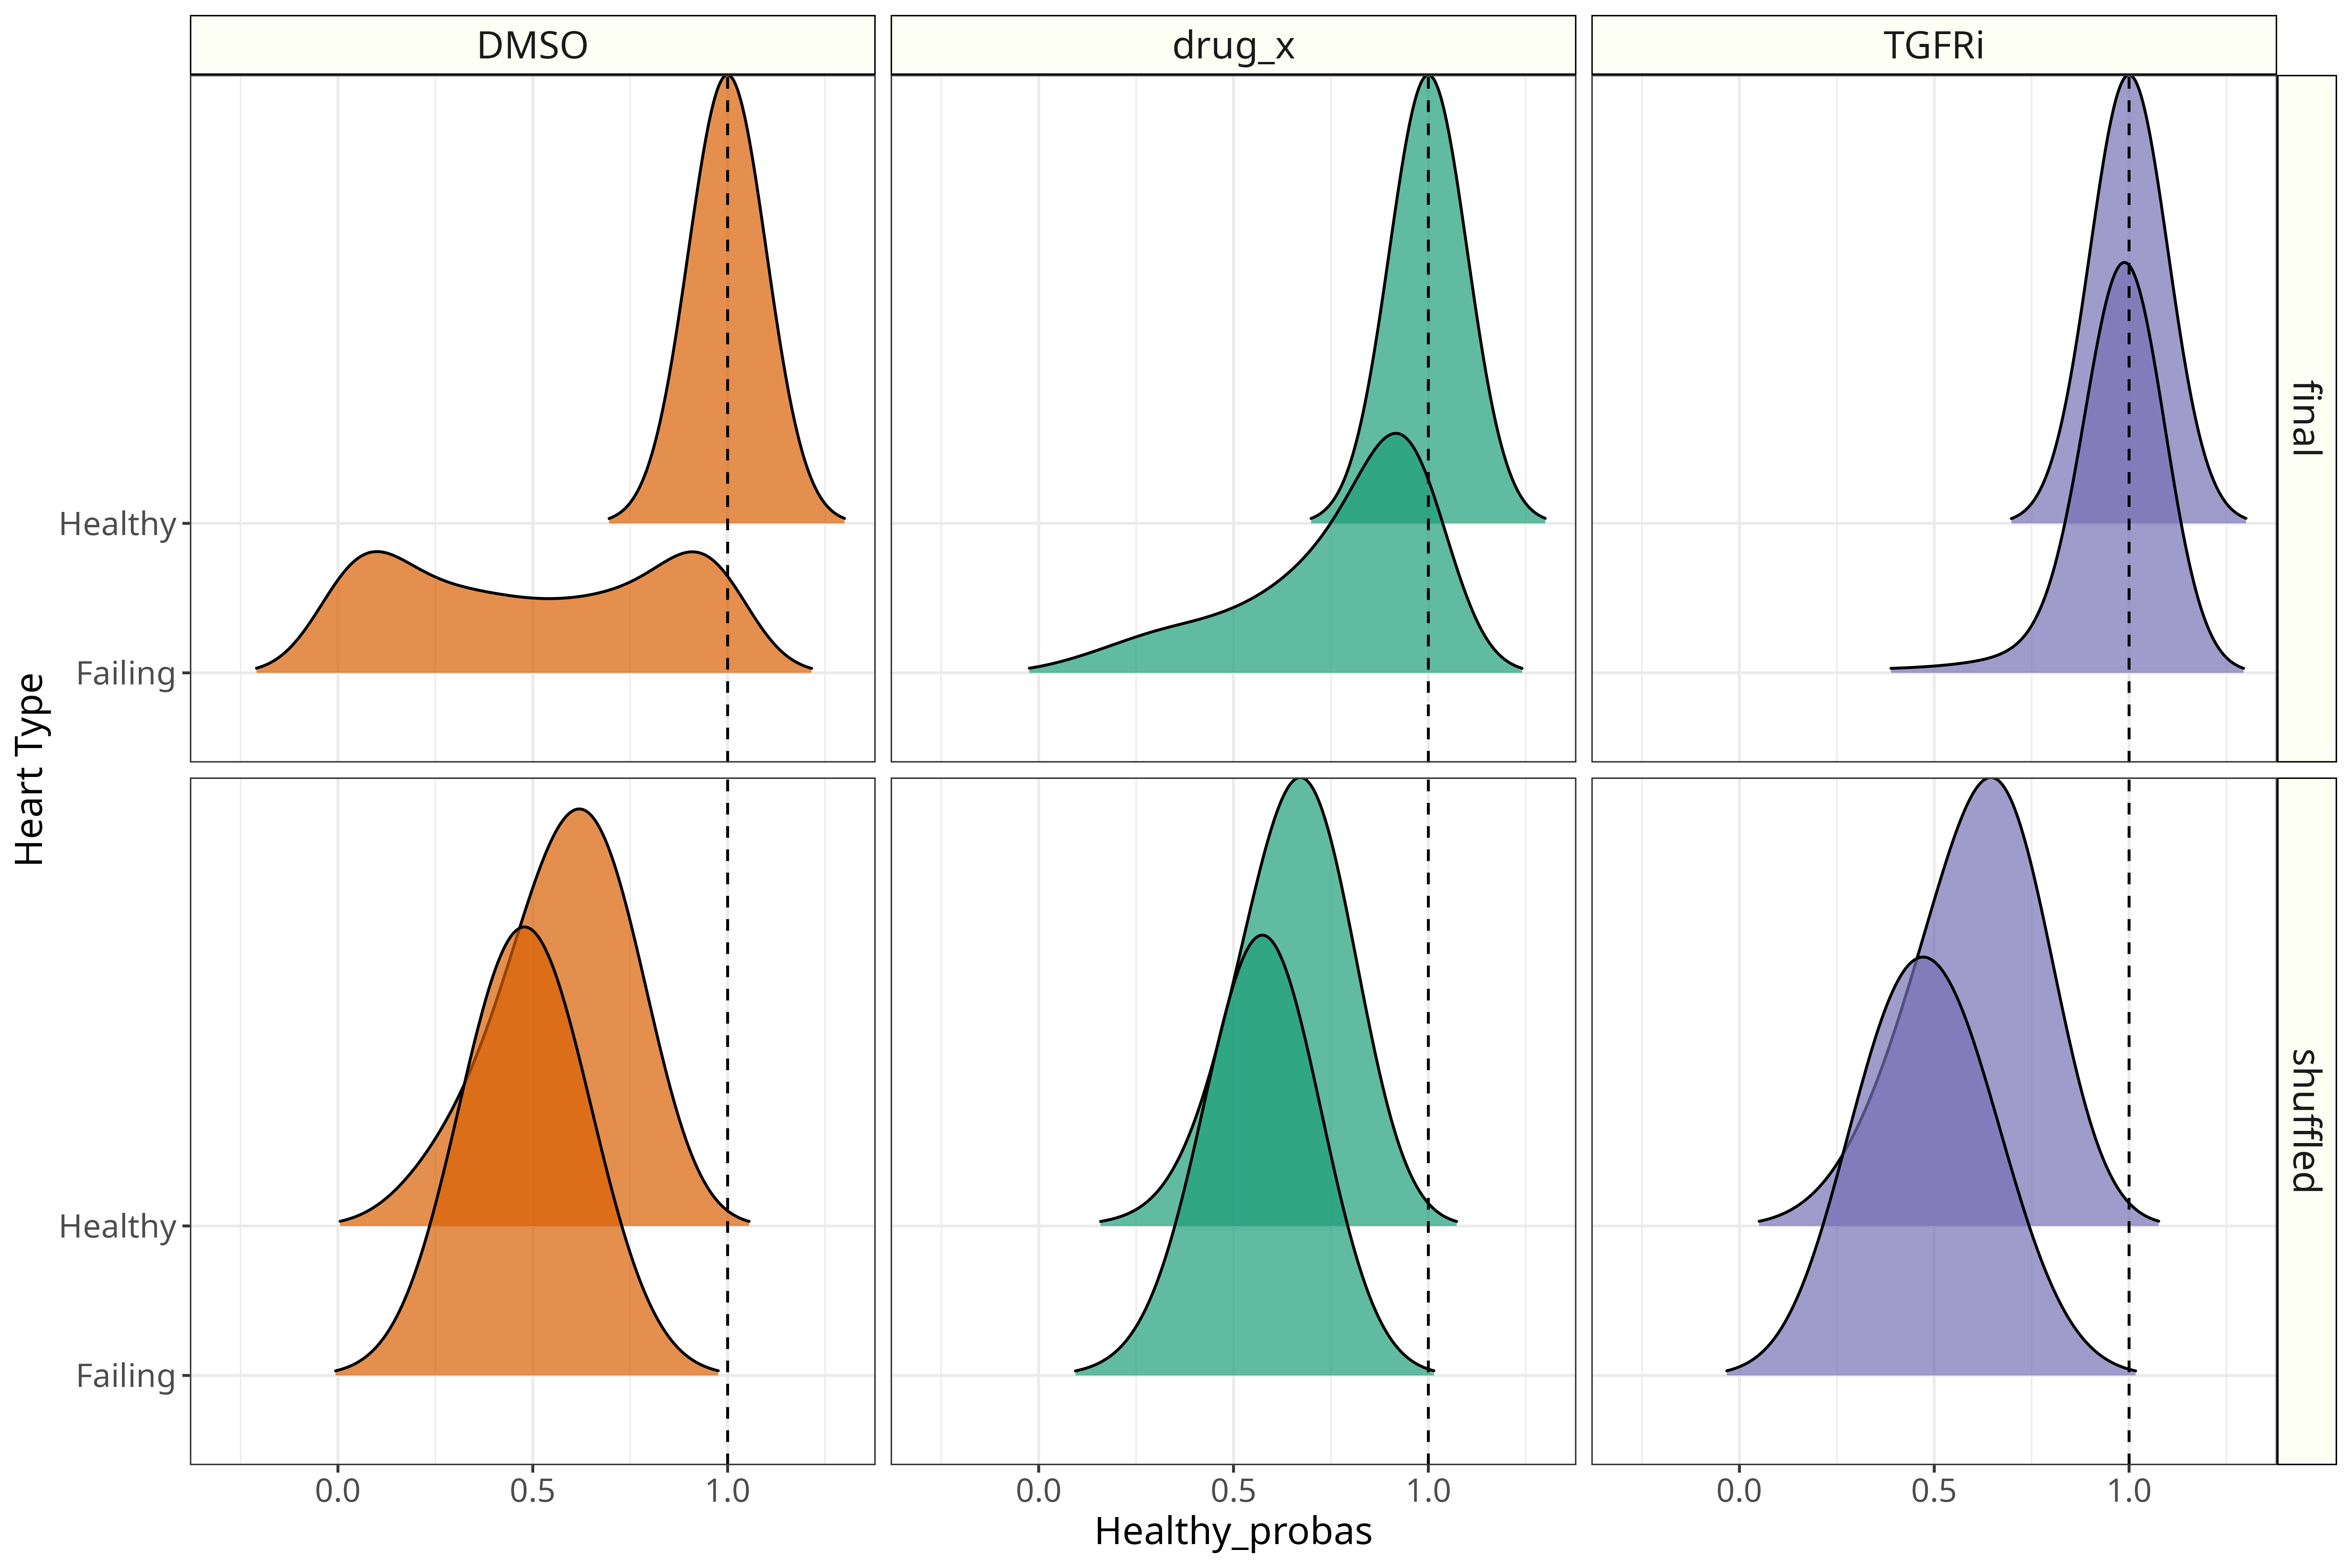 DMSO
drug_x
TGFRi
Healthy
Failing
final
Heart Type
Healthy
Failing
shuffled
0.0 0.5 1.0
0.0 0.5 1.0
0.0 0.5 1.0
Healthy_probas